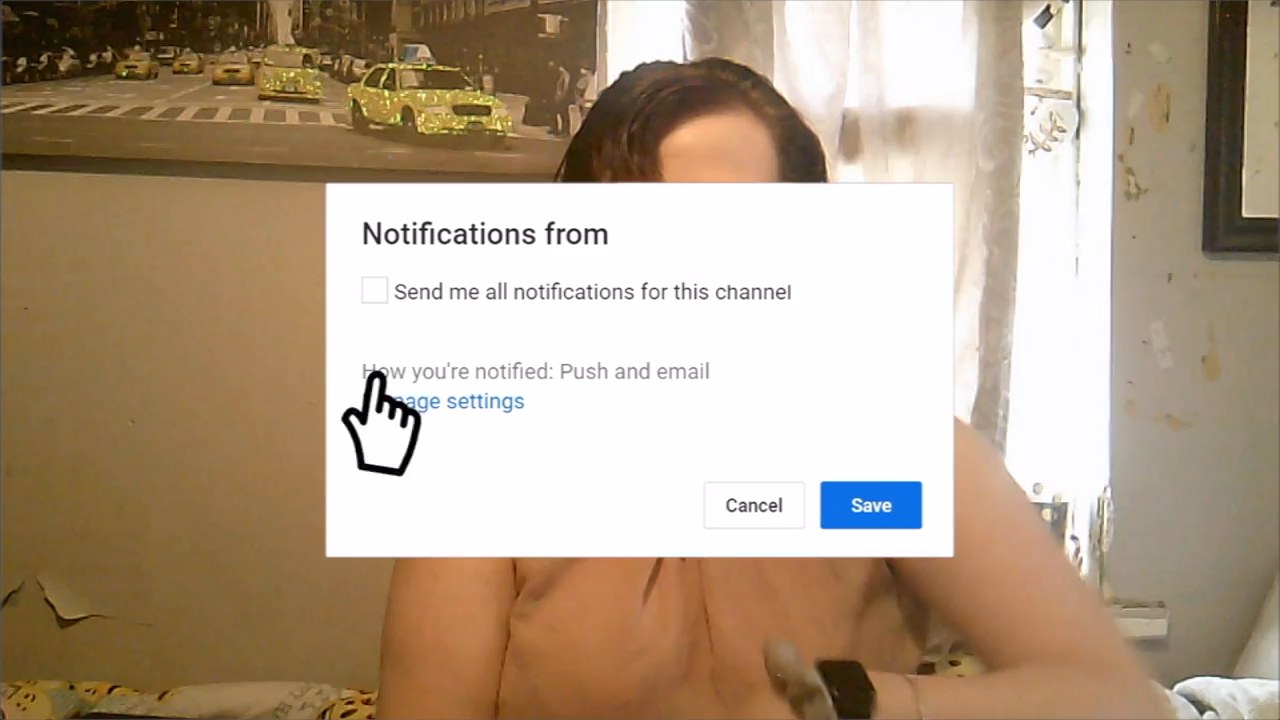 Notifications from
Send me all notifications for this channel
How you're notified: Push and email
settings
Cancel
Save